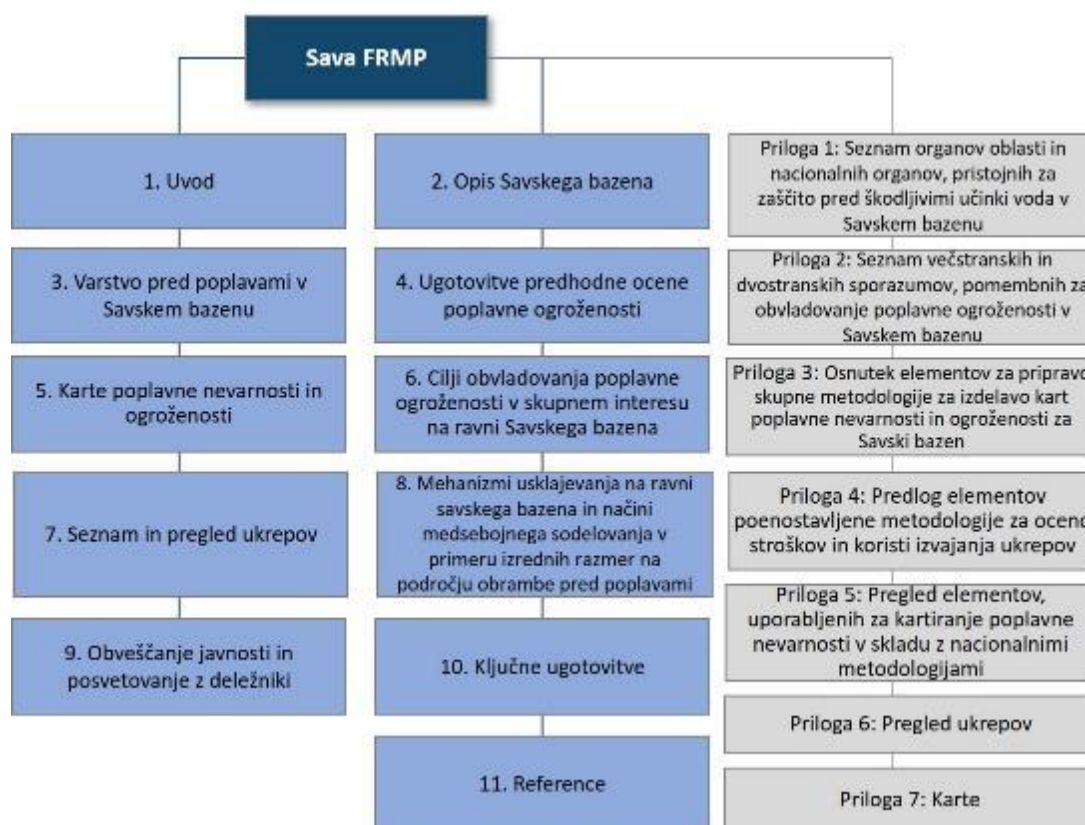 Sava FRMP
1. Uvod
2. Opis Savskega bazena
3. Varstvo pred poplavami v
Savskem bazenu
4. Ugotovitve predhodne ocene
poplavne ogroženosti
5. Karte poplavne nevarnosti in
ogroženosti
6. Cilji obvladovanja poplavne
ogroženosti v skupnem interesu
na ravni Savskega bazena
7. Seznam in pregled ukrepov
8. Mehanizmi usklajevanja na ravni
savskega bazena in načini
medsebojnega sodelovanja v
primeru izrednih razmer na
področju obrambe pred poplavami
9. Obveščanje javnosti in
posvetovanje z deležniki
10. Ključne ugotovitve
11. Reference
Priloga 1: Seznam organov oblasti in
nacionalnih organov, pristojnih za
zaščito pred škodljivimi učinki voda v
Savskem bazenu
Priloga 2: Seznam večstranskih in
dvostranskih sporazumov, pomembnih za
obvladovanje poplavne ogroženosti v
Savskem bazenu
Priloga 3: Osnutek elementov za pripravo
skupne metodologije za izdelavo kart
poplavne nevarnosti in ogroženosti za
Savski bazen
Priloga 4: Predlog elementov
poenostavljene metodologije za oceno
stroškov in koristi izvajanja ukrepov
Priloga 5: Pregled elementov,
uporabljenih za kartiranje poplavne
nevarnosti v skladu z nacionalnimi
metodologijami
Priloga 6: Pregled ukrepov
Priloga 7: Karte